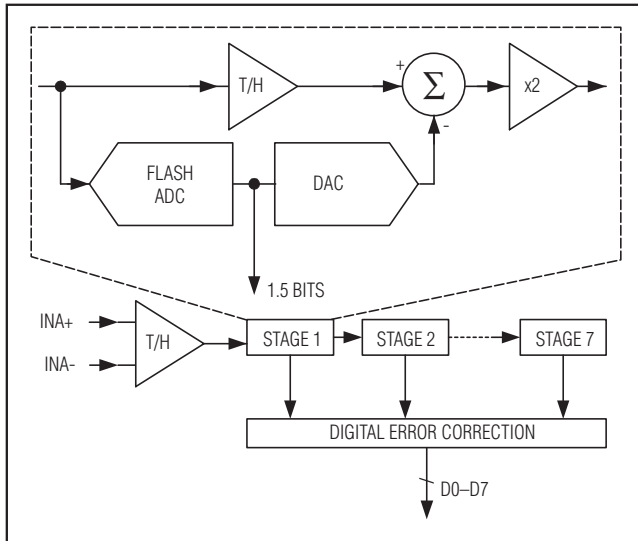 T/H
+
Σ
-
x2
FLASH
ADC
DAC
1.5 BITS
INA+
INA-
T/H
STAGE 1
STAGE 2
STAGE 7
DIGITAL ERROR CORRECTION
D0–D7